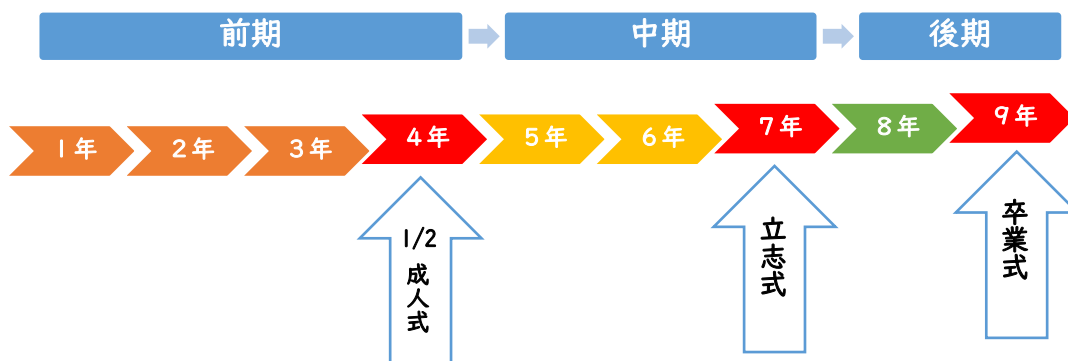 前期
中期
後期
1年
2年
3年
4年
5年
6年
7年
8年
9年
1/2
成人式
立志式
卒業式